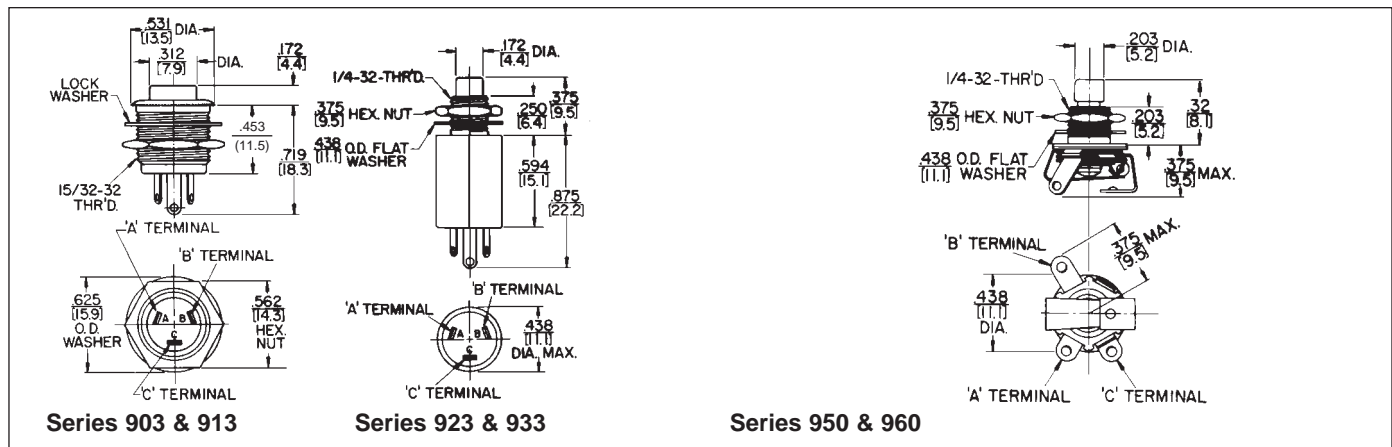 .531
[13.5] DIA.
.312
[7.9] DIA.
.172
[4.4]
LOCK
WASHER
.453
(11.5)
.719
[18.3]
15/32-32
THR'D.
'A' TERMINAL
'B' TERMINAL
.625
[15.9]
O.D.
WASHER
A B
C
.562
[14.3]
HEX.
NUT
'C' TERMINAL
Series 903 & 913
.172
[4.4] DIA.
1/4-32-THR'D.
.375
[9.5] HEX. NUT
.250
[6.4]
.375
[9.5]
.438
[11.1] O.D. FLAT
WASHER
.594
[15.1]
.875
[22.2]
'B' TERMINAL
'A' TERMINAL
A B
C
.438
[11.1]
DIA. MAX.
'C' TERMINAL
Series 923 & 933
.203
[5.2] DIA.
1/4-32-THR'D
.375
[9.5] HEX. NUT
.203
[5.2]
.32
[8.1]
.438
[11.1] O.D. FLAT
WASHER
.375
[9.5] MAX.
'B' TERMINAL
.375
[9.5] MAX.
.438
[11.1]
DIA.
'A' TERMINAL
'C' TERMINAL
Series 950 & 960